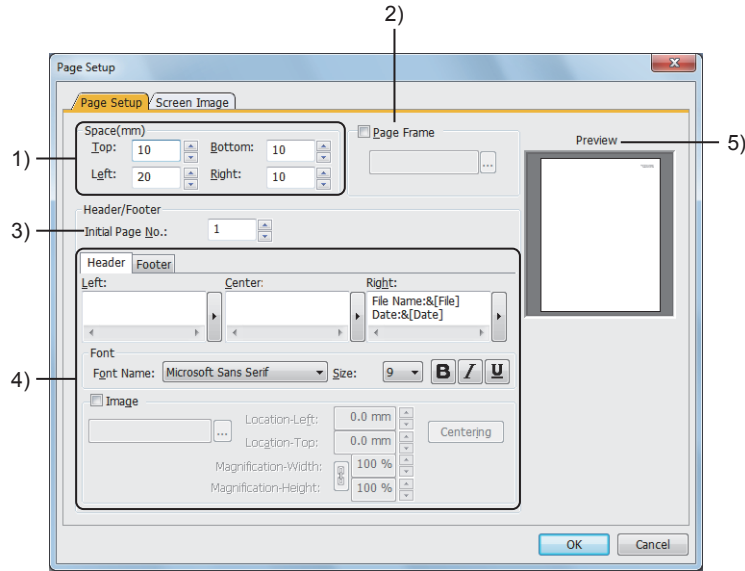 2)
Page Setup
Page Setup Screen Image
Space(mm)
Top: 10 Bottom: 10
Left: 20 Right: 10
1)
Page Frame
...
Preview
5)
Header/Footer
3)
Initial Page No.: 1
Header Footer
Left: Center: Right:
File Name:&[File]
Date:&[Date]
4)
Font
Font Name: Microsoft Sans Serif Size: 9 B I U
Image
... Location-Left: 0.0 mm
Location-Top: 0.0 mm Centering
Magnification-Width: 100 %
Magnification-Height: 100 %
OK Cancel